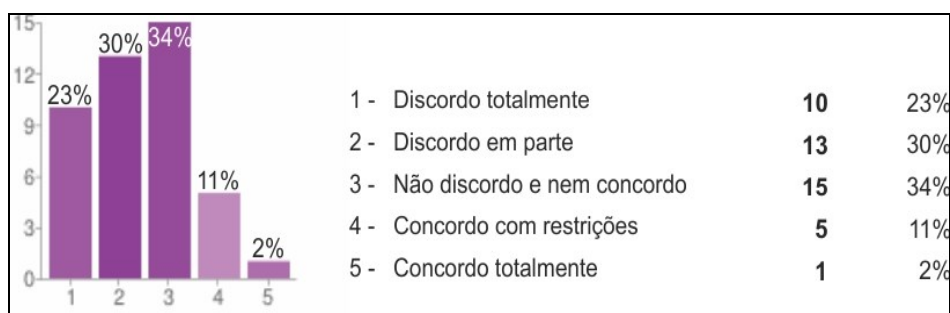 15
34%
30%
12
23%
9
6
11%
3
2%
0
1 2 3 4 5
1 - Discordo totalmente 10 23%
2 - Discordo em parte 13 30%
3 - Não discordo e nem concordo 15 34%
4 - Concordo com restrições 5 11%
5 - Concordo totalmente 1 2%